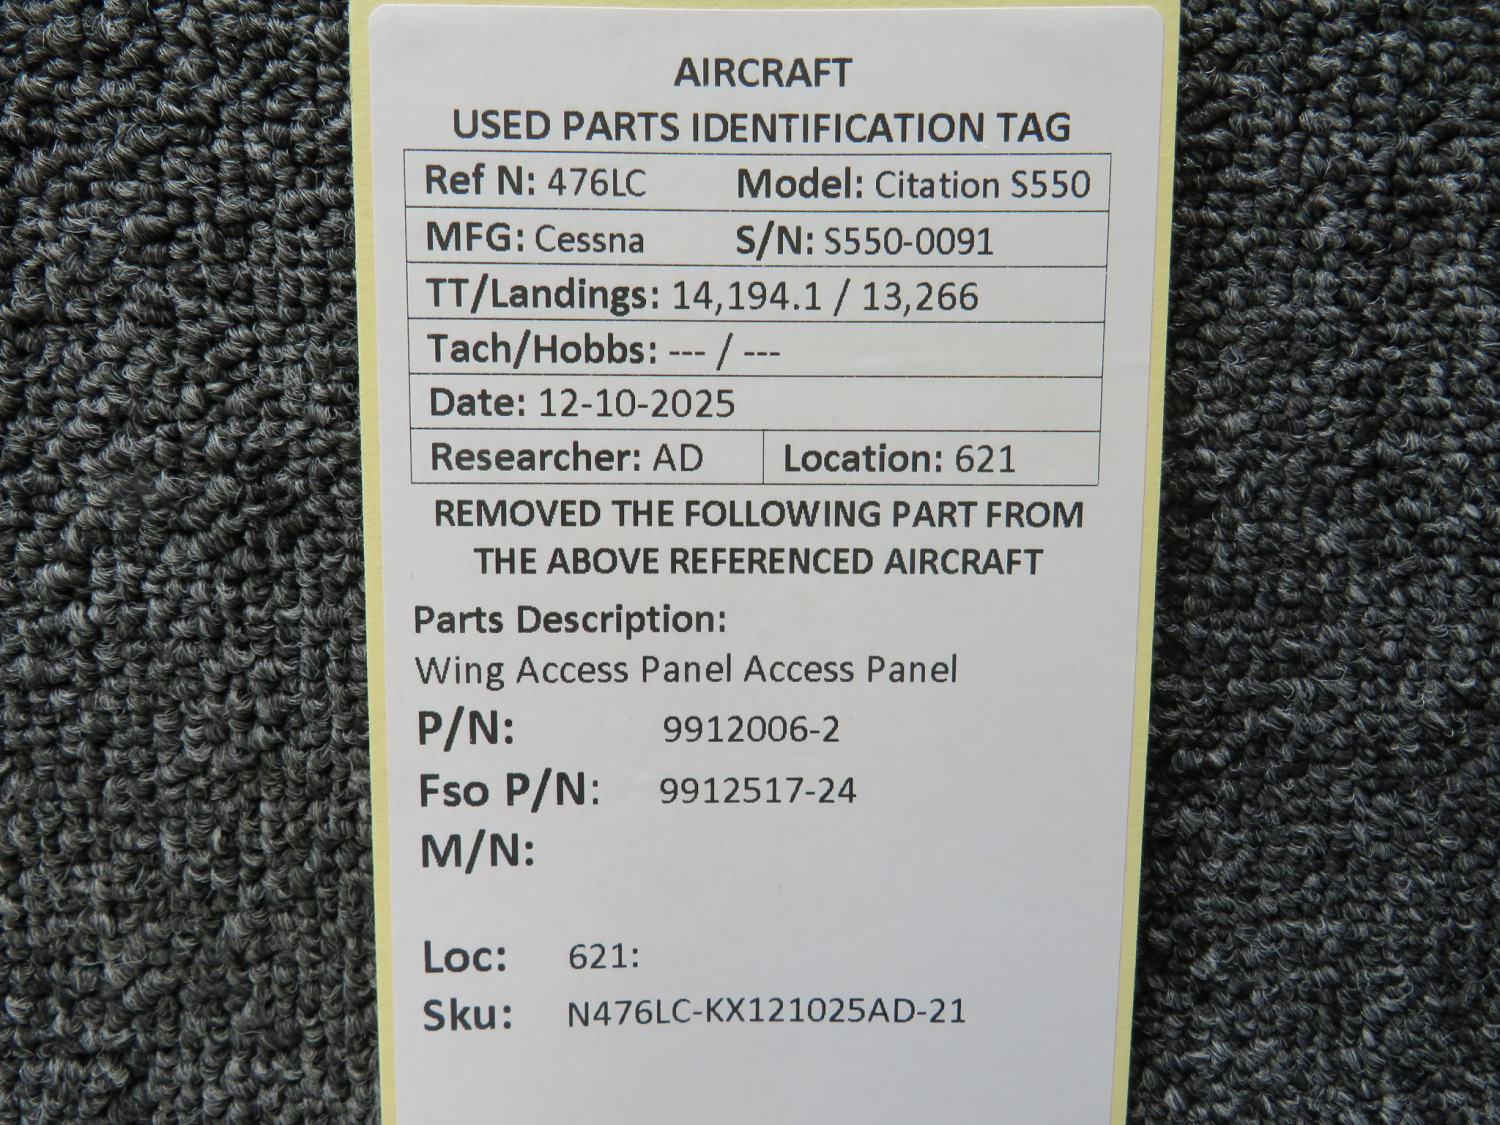 AIRCRAFT
USED PARTS IDENTIFICATION TAG
Ref N: 476LC Model: Citation S550
MFG: Cessna S/N: S550-0091
TT/Landings: 14,194.1 / 13,266
Tach/Hobbs: --- / ---
Date: 12-10-2025
Researcher: AD Location: 621
REMOVED THE FOLLOWING PART FROM
THE ABOVE REFERENCED AIRCRAFT
Parts Description:
Wing Access Panel Access Panel
P/N: 9912006-2
Fso P/N: 9912517-24
M/N:
Loc: 621:
Sku: N476LC-KX121025AD-21